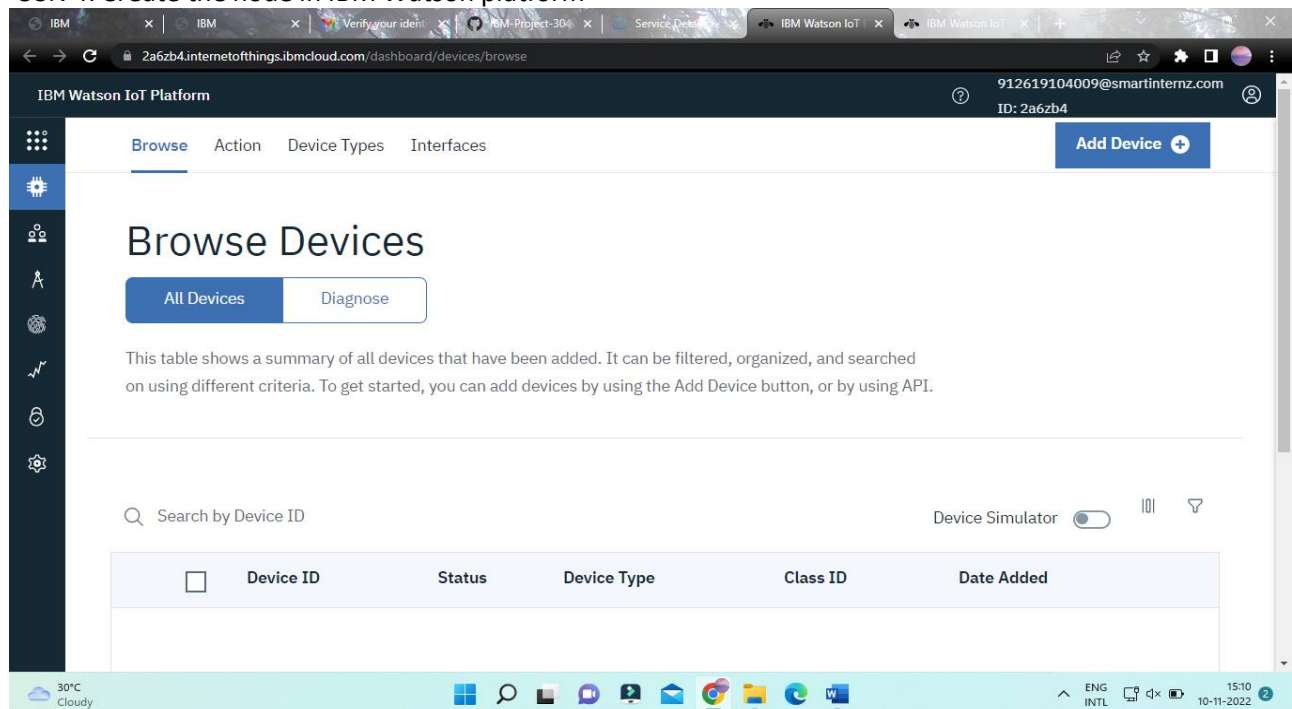 IBM
IBM
Verify your identi
IBM-Project-304
Service Detai
IBM Watson IoT
IBM Watson IoT
2a6zb4.internetofthings.ibmcloud.com/dashboard/devices/browse
IBM Watson IoT Platform
912619104009@smartinternz.com
ID: 2a6zb4
Browse Action Device Types Interfaces
Add Device
Browse Devices
All Devices Diagnose
This table shows a summary of all devices that have been added. It can be filtered, organized, and searched
on using different criteria. To get started, you can add devices by using the Add Device button, or by using API.
Search by Device ID
Device Simulator
Device ID Status Device Type Class ID Date Added
30°C
Cloudy
ENG
INTL
15:10
10-11-2022
2